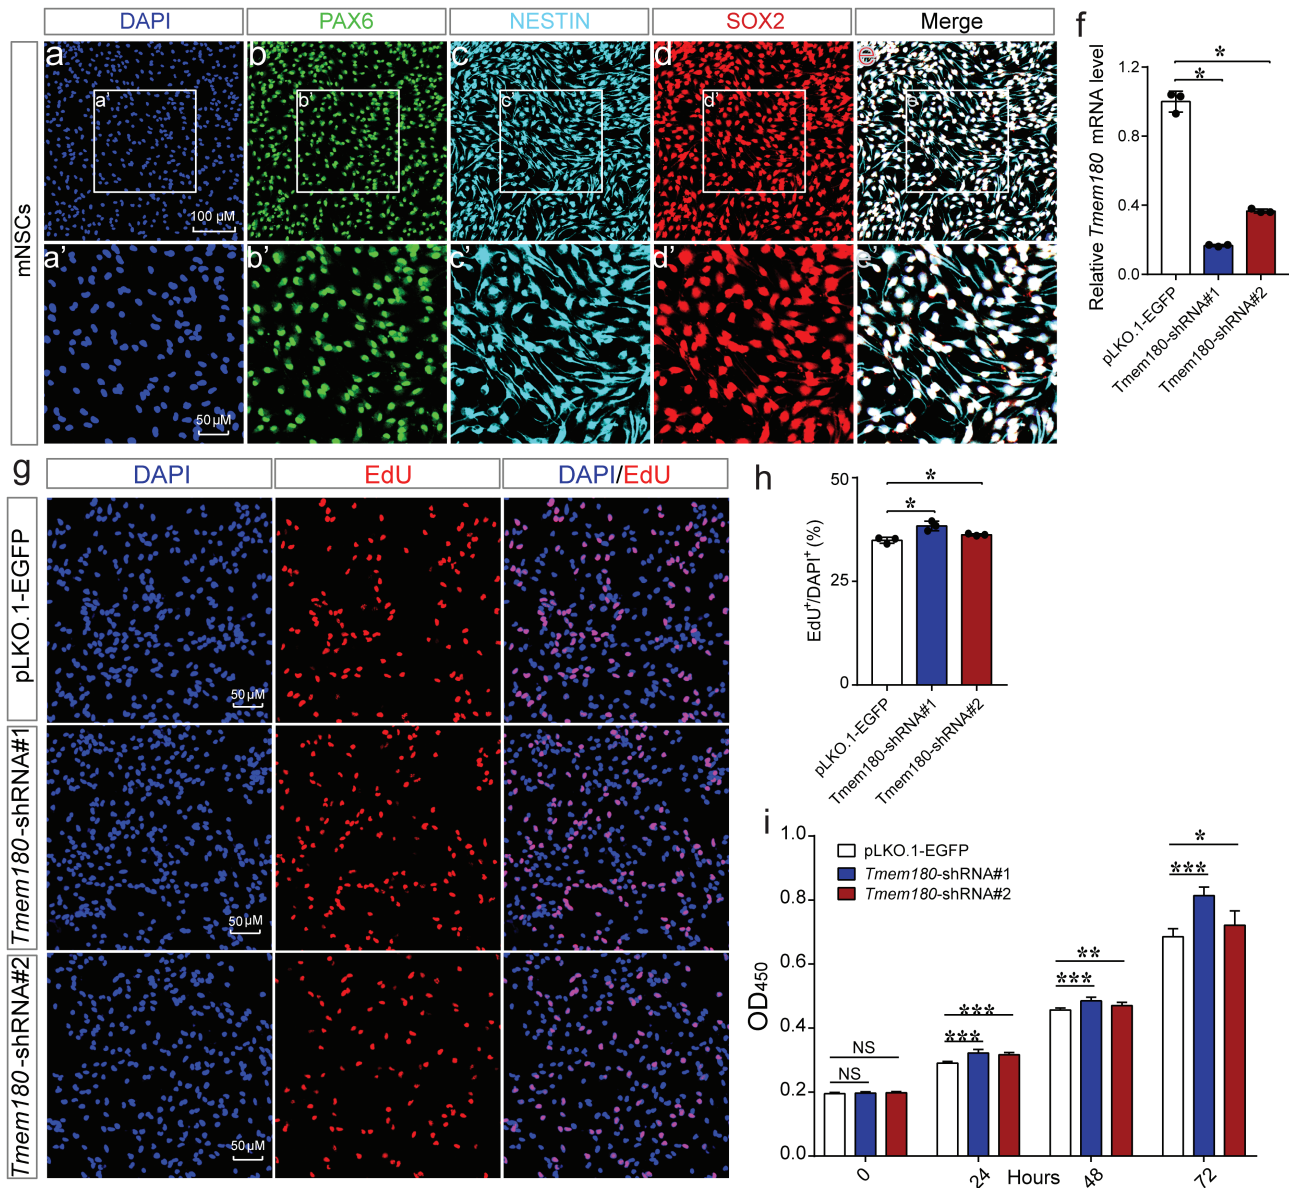 DAPI PAX6 NESTIN SOX2 Merge
mNSCs
a b c d e
a' b' c' d'
100 μM
a' b' c' d' e'
50 μM
f
Relative Tmem180 mRNA level
1.2
0.8
0.4
0.0
* *
pLKO.1-EGFP
Tmem180-shRNA#1
Tmem180-shRNA#2
g
DAPI EdU DAPI/EdU
pLKO.1-EGFP
50 μM
Tmem180-shRNA#1
50 μM
Tmem180-shRNA#2
50 μM
h
EdU+/DAPI+ (%)
50
25
0
* *
pLKO.1-EGFP
Tmem180-shRNA#1
Tmem180-shRNA#2
i
OD450
1.0
0.8
0.6
0.4
0.2
0.0
pLKO.1-EGFP
Tmem180-shRNA#1
Tmem180-shRNA#2
NS
NS
***
***
**
***
*
***
0 24 Hours 48 72